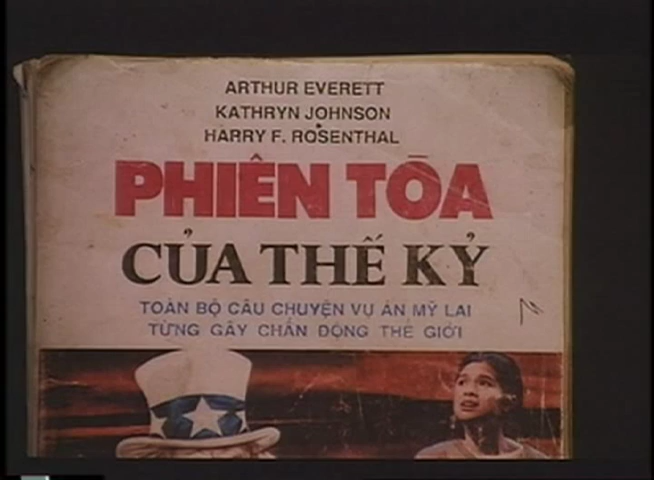 ARTHUR EVERETT
KATHRYN JOHNSON
HARRY F. ROSENTHAL
PHIÊN TÒA
CỦA THẾ KỶ
TOÀN BỘ CÂU CHUYỆN VỤ ÁN MỸ LAI
TỪNG GÂY CHẤN ĐỘNG THẾ GIỚI